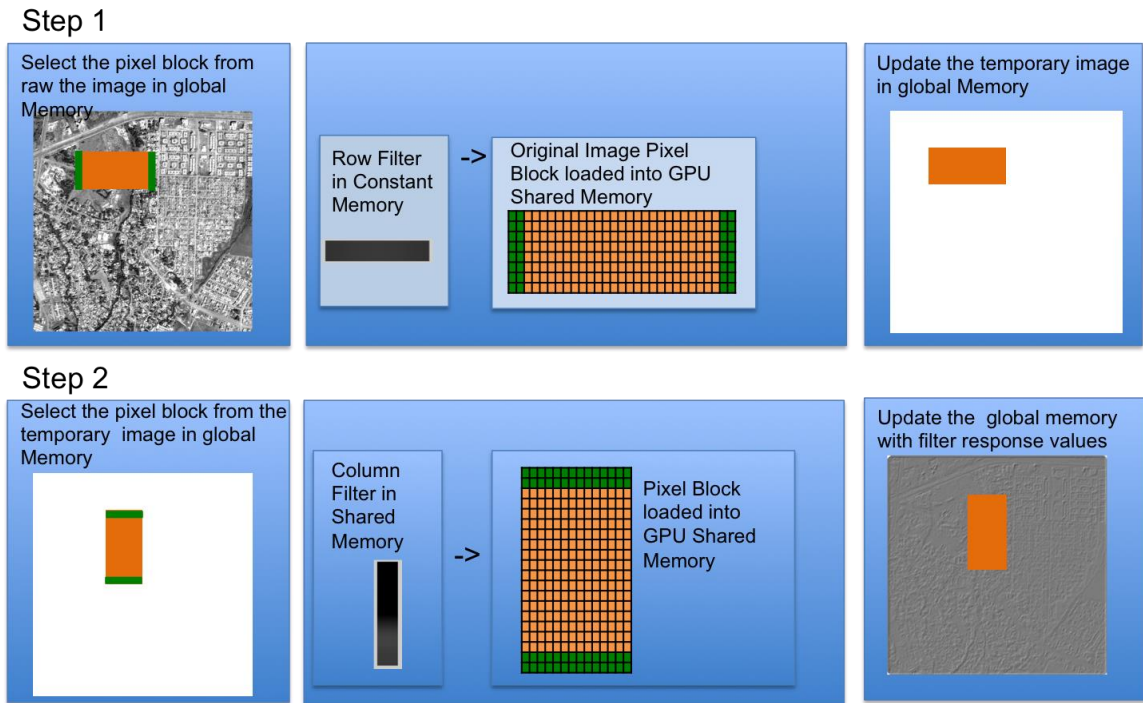 Step 1
Select the pixel block from
raw the image in global
Memory
Row Filter
in Constant
Memory
->
Original Image Pixel
Block loaded into GPU
Shared Memory
Update the temporary image
in global Memory
Step 2
Select the pixel block from the
temporary image in global
Memory
Column
Filter in
Shared
Memory
->
Pixel Block
loaded into
GPU Shared
Memory
Update the global memory
with filter response values